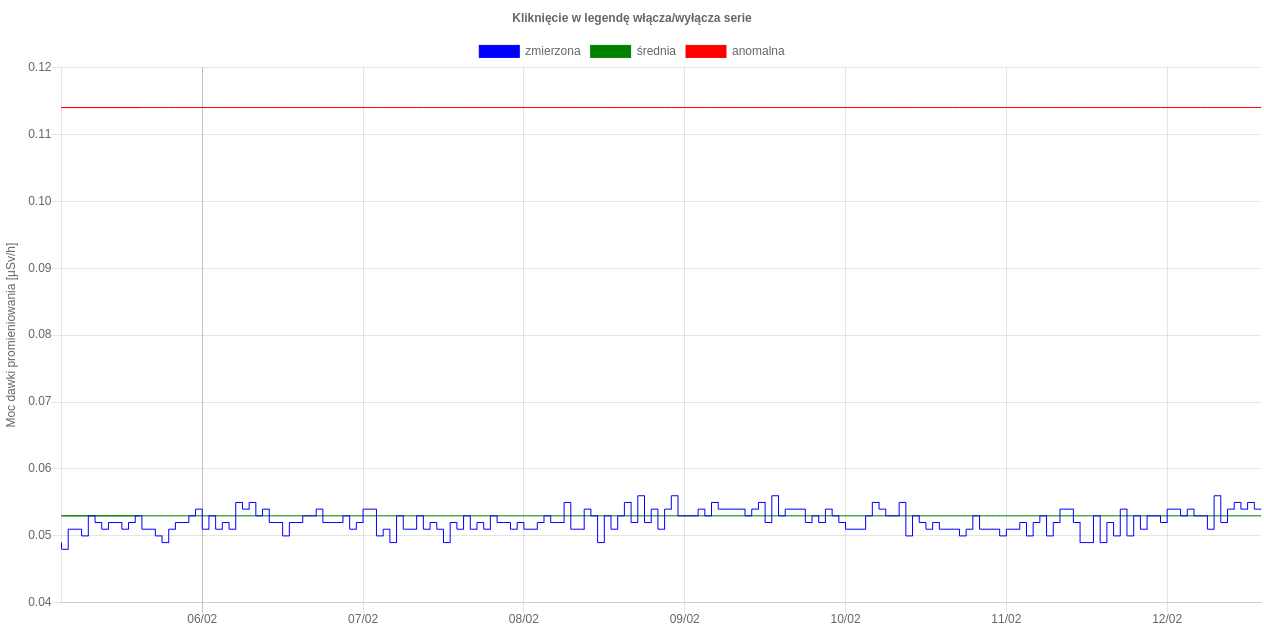 Kliknięcie w legendę włącza/wyłącza serie
zmierzona średnia anomalna
Moc dawki promieniowania [µSv/h]
0.12
0.11
0.10
0.09
0.08
0.07
0.06
0.05
0.04
06/02 07/02 08/02 09/02 10/02 11/02 12/02